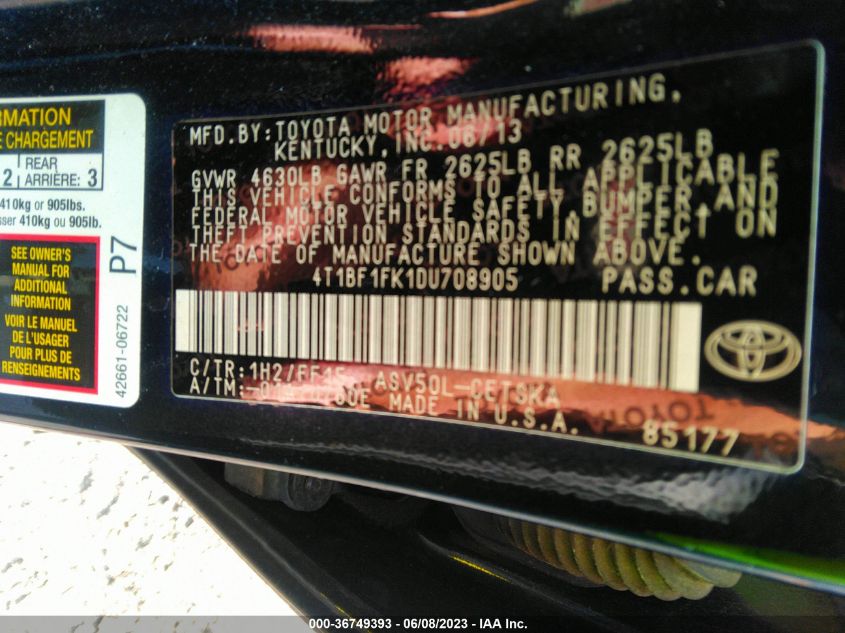 RMATION
E CHARGEMENT
2 REAR
ARRIÈRE: 3
410kg or 905lbs.
sser 410kg ou 905lb.
SEE OWNER'S
MANUAL FOR
ADDITIONAL
INFORMATION
VOIR LE MANUEL
DE L'USAGER
POUR PLUS DE
RENSEIGNEMENTS
P7
42661-06722
MFD.BY:TOYOTA MOTOR MANUFACTURING,
KENTUCKY,INC.06/13
GVWR 4630LB GAWR FR 2625LB RR 2625LB
THIS VEHICLE CONFORMS TO ALL APPLICABLE
FEDERAL MOTOR VEHICLE SAFETY,BUMPER,AND
THEFT PREVENTION STANDARDS IN EFFECT ON
THE DATE OF MANUFACTURE SHOWN ABOVE.
4T1BF1FK1DU708905 PASS.CAR
C/TR:1H2/FF15 ASV50L-CETSKA
A/TM: MADE IN U.S.A. 85177
000-36749393 - 06/08/2023 - IAA Inc.